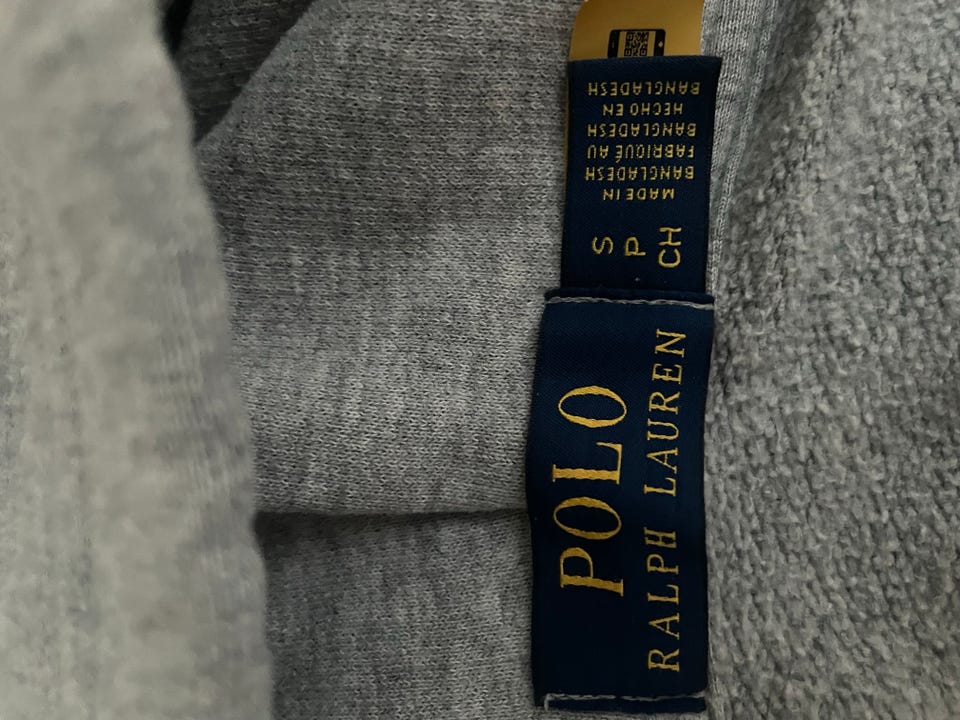 POLO
RALPH LAUREN
S
P
CH
MADE IN
BANGLADESH
FABRIQUÉ AU
BANGLADESH
HECHO EN
BANGLADESH